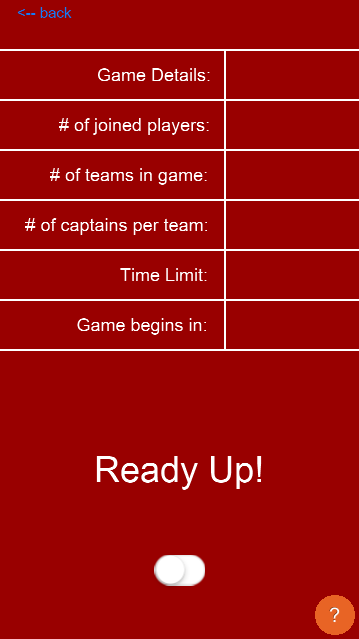 <-- back
Game Details:
# of joined players:
# of teams in game:
# of captains per team:
Time Limit:
Game begins in:
Ready Up!
?